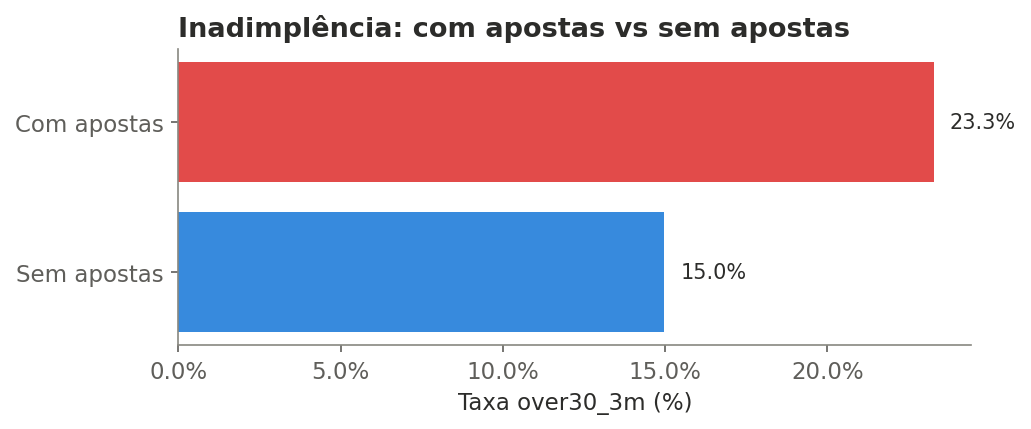 Inadimplência: com apostas vs sem apostas
Com apostas
23.3%
Sem apostas
15.0%
0.0% 5.0% 10.0% 15.0% 20.0%
Taxa over30_3m (%)